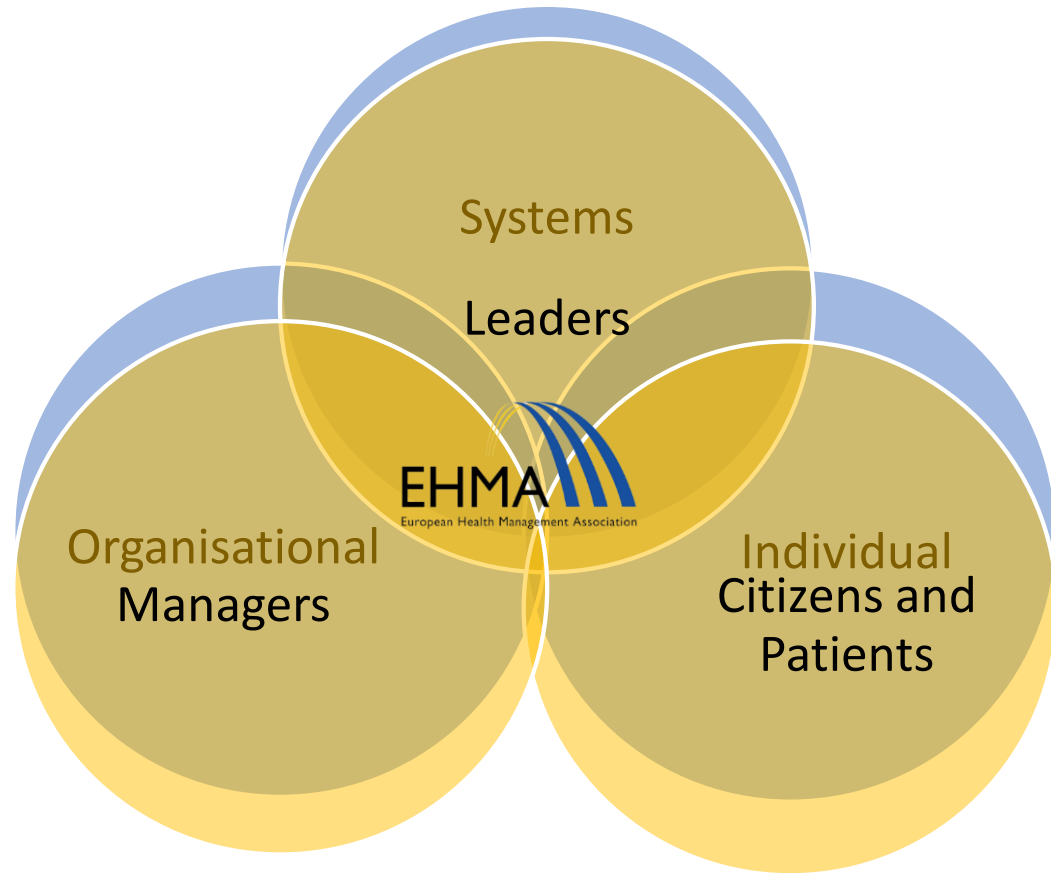 Systems
Leaders
EHMA
European Health Management Association
Organisational
Managers
Individual
Citizens and
Patients